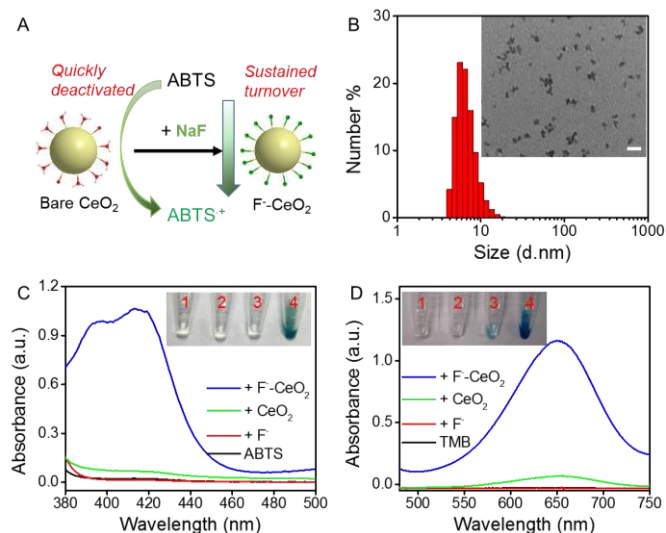 A
Quickly
deactivated
ABTS
Sustained
turnover
+ NaF
Bare CeO₂
ABTS·⁺
F⁻-CeO₂
B
30
20
10
0
Number %
1
10
100
1000
Size (d.nm)
C
1.2
0.9
0.6
0.3
0.0
Absorbance (a.u.)
1 2 3 4
+ F⁻-CeO₂
+ CeO₂
+ F⁻
ABTS
380 400 420 440 460 480 500
Wavelength (nm)
D
1.5
1.0
0.5
0.0
Absorbance (a.u.)
1 2 3 4
+ F⁻-CeO₂
+ CeO₂
+ F⁻
TMB
500 550 600 650 700 750
Wavelength (nm)